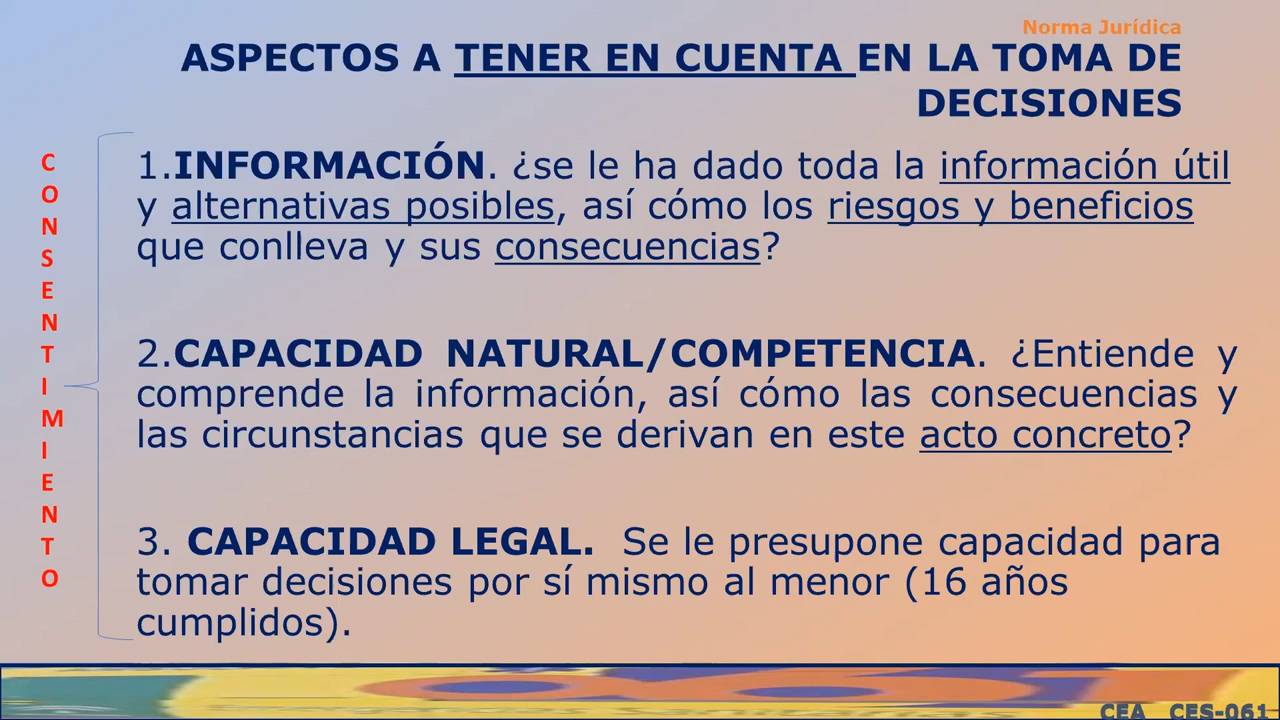 Norma Jurídica
ASPECTOS A TENER EN CUENTA EN LA TOMA DE
DECISIONES
CONSENTIMIENTO
1.INFORMACIÓN. ¿se le ha dado toda la información útil
y alternativas posibles, así cómo los riesgos y beneficios
que conlleva y sus consecuencias?
2.CAPACIDAD NATURAL/COMPETENCIA. ¿Entiende y
comprende la información, así cómo las consecuencias y
las circunstancias que se derivan en este acto concreto?
3. CAPACIDAD LEGAL. Se le presupone capacidad para
tomar decisiones por sí mismo al menor (16 años
cumplidos).
CEA CES-061